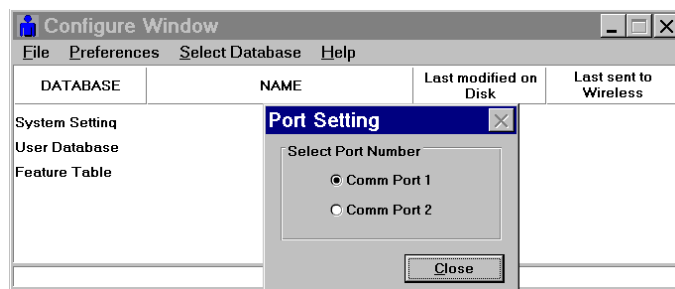 Configure Window
File Preferences Select Database Help
DATABASE NAME Last modified on Disk Last sent to Wireless
System Setting
User Database
Feature Table
Port Setting
Select Port Number
Comm Port 1
Comm Port 2
Close